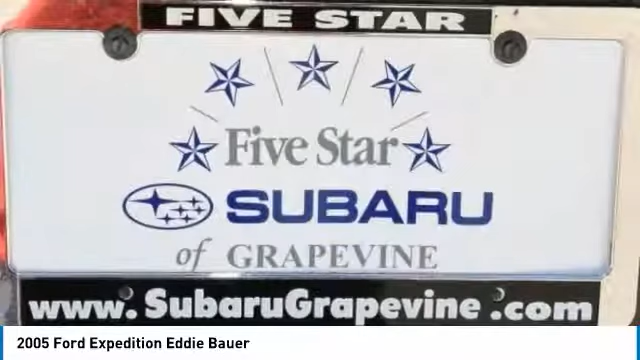 FIVE STAR
Five Star
SUBARU
of GRAPEVINE
www.SubaruGrapevine.com
2005 Ford Expedition Eddie Bauer